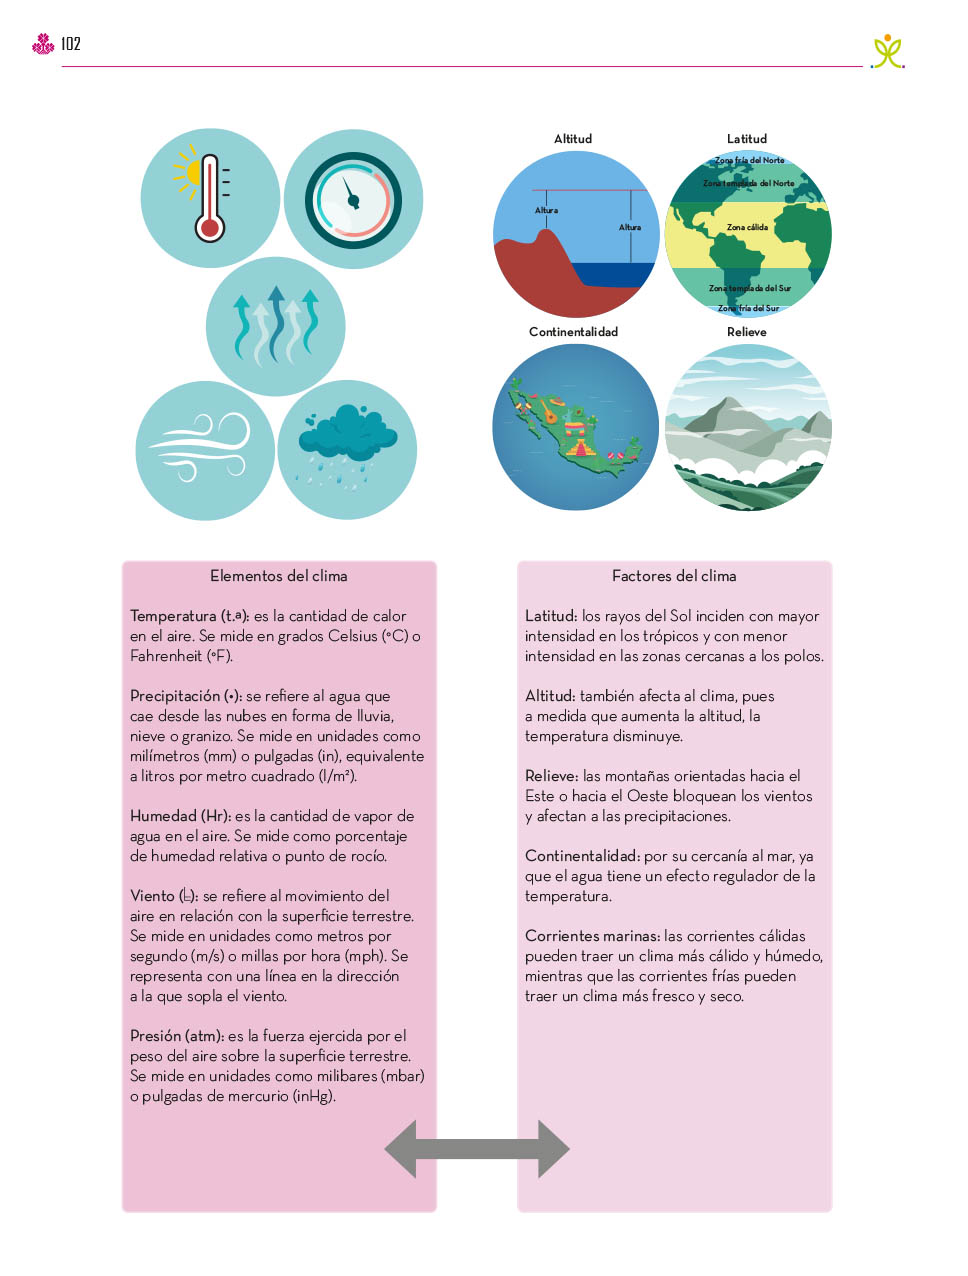 102
Altitud
Altura
Altura
Latitud
Zona fría del Norte
Zona templada del Norte
Zona cálida
Zona templada del Sur
Zona fría del Sur
Continentalidad
Relieve
Elementos del clima
Temperatura (t.ª): es la cantidad de calor
en el aire. Se mide en grados Celsius (°C) o
Fahrenheit (°F).
Precipitación (•): se refiere al agua que
cae desde las nubes en forma de lluvia,
nieve o granizo. Se mide en unidades como
milímetros (mm) o pulgadas (in), equivalente
a litros por metro cuadrado (l/m²).
Humedad (Hr): es la cantidad de vapor de
agua en el aire. Se mide como porcentaje
de humedad relativa o punto de rocío.
Viento (): se refiere al movimiento del
aire en relación con la superficie terrestre.
Se mide en unidades como metros por
segundo (m/s) o millas por hora (mph). Se
representa con una línea en la dirección
a la que sopla el viento.
Presión (atm): es la fuerza ejercida por el
peso del aire sobre la superficie terrestre.
Se mide en unidades como milibares (mbar)
o pulgadas de mercurio (inHg).
Factores del clima
Latitud: los rayos del Sol inciden con mayor
intensidad en los trópicos y con menor
intensidad en las zonas cercanas a los polos.
Altitud: también afecta al clima, pues
a medida que aumenta la altitud, la
temperatura disminuye.
Relieve: las montañas orientadas hacia el
Este o hacia el Oeste bloquean los vientos
y afectan a las precipitaciones.
Continentalidad: por su cercanía al mar, ya
que el agua tiene un efecto regulador de la
temperatura.
Corrientes marinas: las corrientes cálidas
pueden traer un clima más cálido y húmedo,
mientras que las corrientes frías pueden
traer un clima más fresco y seco.